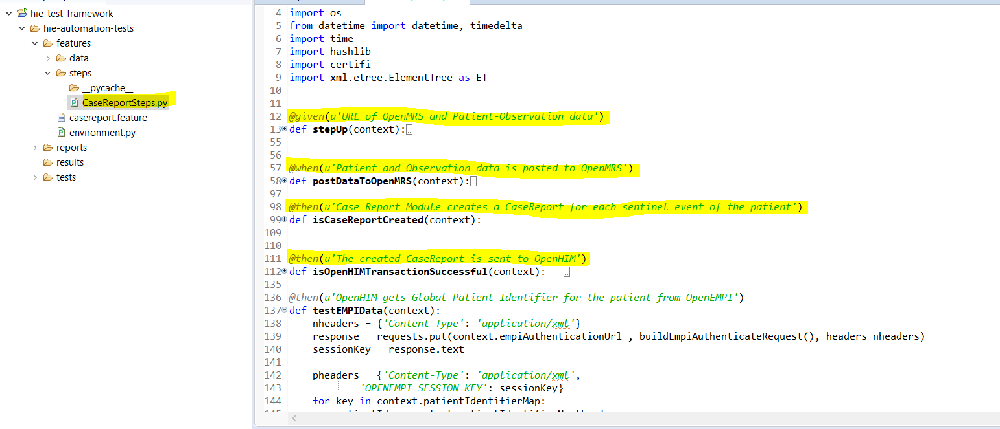 hie-test-framework
hie-automation-tests
features
data
steps
__pycache__
CaseReportSteps.py
casereport.feature
environment.py
reports
results
tests
4 import os
5 from datetime import datetime, timedelta
6 import time
7 import hashlib
8 import certifi
9 import xml.etree.ElementTree as ET
10
11
12 @given(u'URL of OpenMRS and Patient-Observation data')
13 def stepUp(context):
55
56
57 @when(u'Patient and Observation data is posted to OpenMRS')
58 def postDataToOpenMRS(context):
97
98 @then(u'Case Report Module creates a CaseReport for each sentinel event of the patient')
99 def isCaseReportCreated(context):
109
110
111 @then(u'The created CaseReport is sent to OpenHIM')
112 def isOpenHIMTransactionSuccessful(context):
135
136 @then(u'OpenHIM gets Global Patient Identifier for the patient from OpenEMPI')
137 def testEMPIData(context):
138 nheaders = {'Content-Type': 'application/xml'}
139 response = requests.put(context.empiAuthenticationUrl , buildEmpiAuthenticateRequest(), headers=nheaders)
140 sessionKey = response.text
141
142 pheaders = {'Content-Type': 'application/xml',
143 'OPENEMPI_SESSION_KEY': sessionKey}
144 for key in context.patientIdentifierMap: